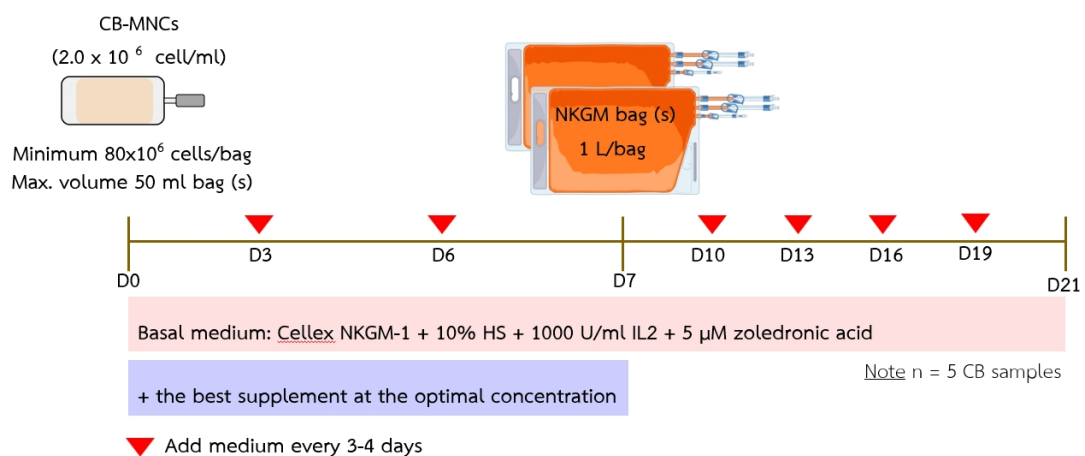 CB-MNCs
(2.0 x 10 ⁶ cell/ml)
Minimum 80x10⁶ cells/bag
Max. volume 50 ml bag (s)
NKGM bag (s)
1 L/bag
D0
D3
D6
D7
D10
D13
D16
D19
D21
Basal medium: Cellex NKGM-1 + 10% HS + 1000 U/ml IL2 + 5 µM zoledronic acid
+ the best supplement at the optimal concentration
Note n = 5 CB samples
Add medium every 3-4 days